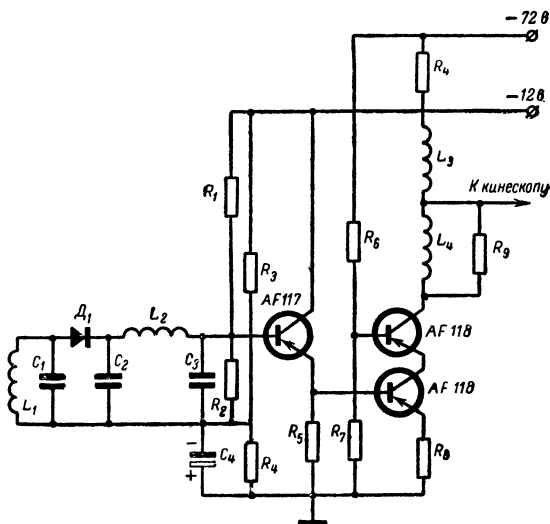 −72 в
R4
−12 в.
L3
К кинескопу
R1
R6
L4
R9
R3
AF117
Д1
L2
AF 118
C1
C2
C3
AF 118
L1
R2
R5
R7
−
C4
+
R4
R8